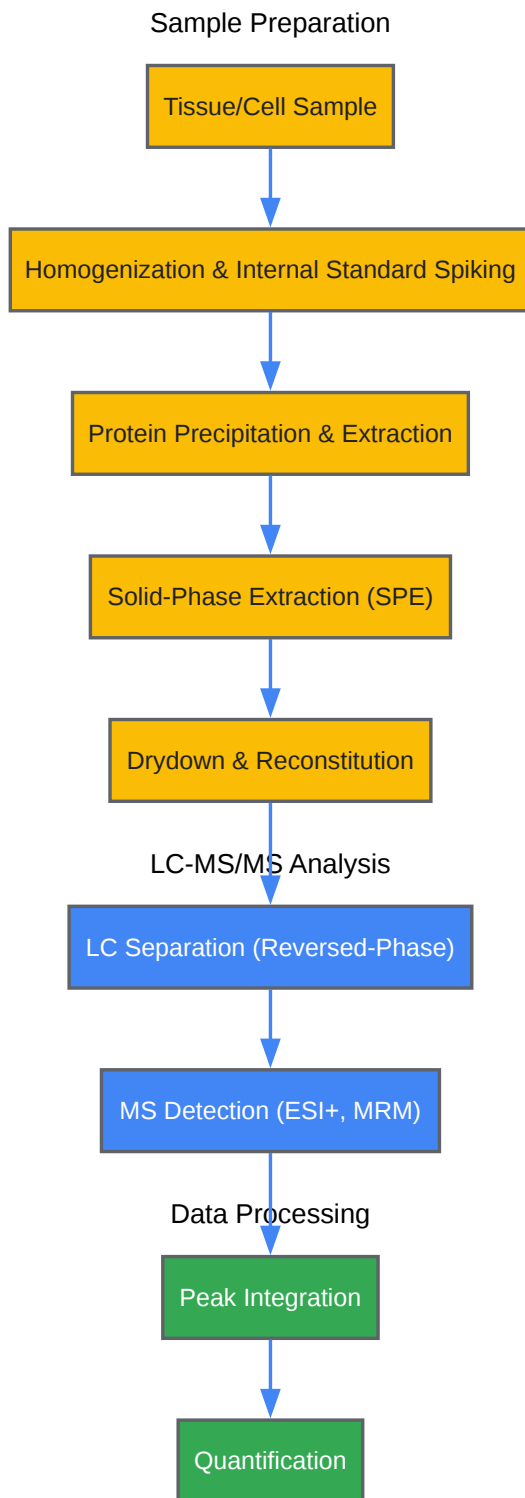 Sample Preparation
Tissue/Cell Sample
Homogenization & Internal Standard Spiking
Protein Precipitation & Extraction
Solid-Phase Extraction (SPE)
Drydown & Reconstitution
LC-MS/MS Analysis
LC Separation (Reversed-Phase)
MS Detection (ESI+, MRM)
Data Processing
Peak Integration
Quantification